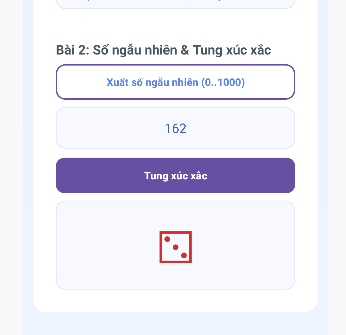 Bài 2: Số ngẫu nhiên & Tung xúc xắc
Xuất số ngẫu nhiên (0..1000)
162
Tung xúc xắc